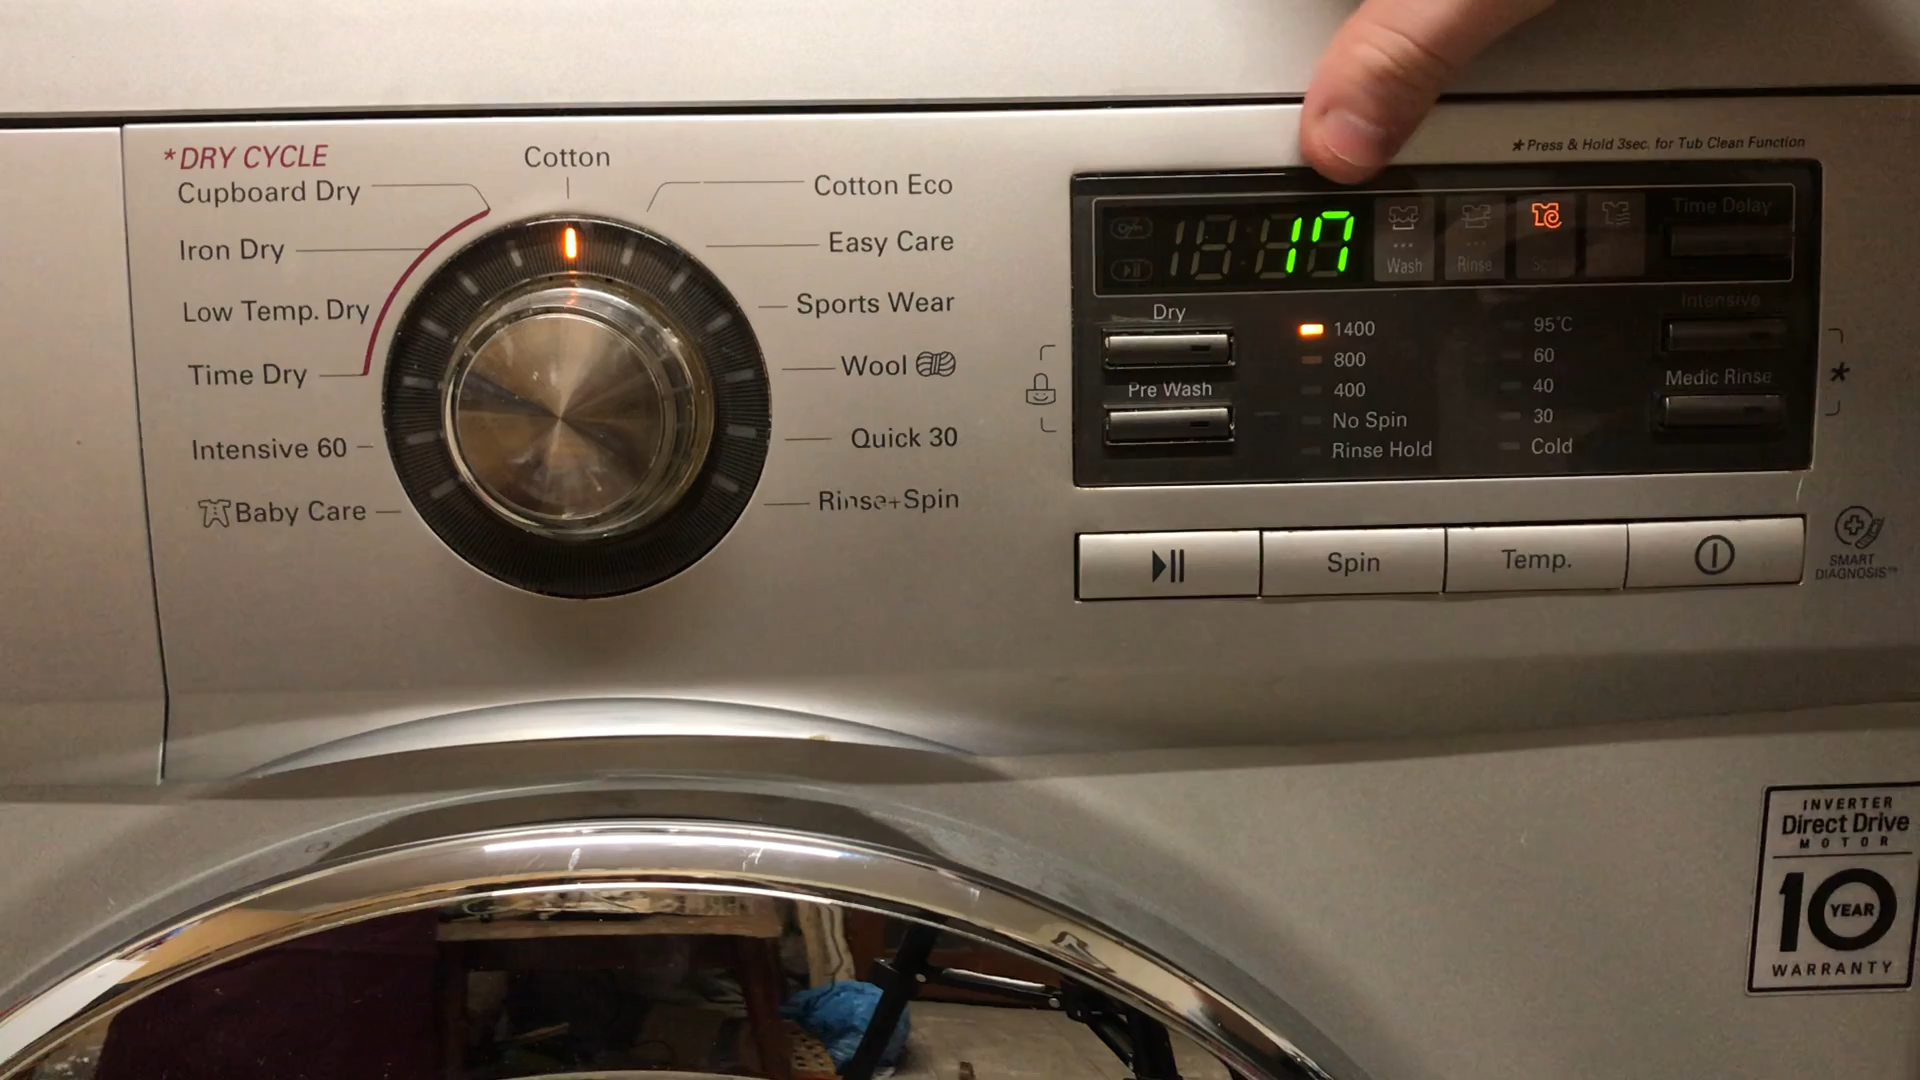 *DRY CYCLE
Cupboard Dry
Iron Dry
Low Temp. Dry
Time Dry
Intensive 60
Baby Care
Cotton
Cotton Eco
Easy Care
Sports Wear
Wool
Quick 30
Rinse+Spin
*Press & Hold 3sec. for Tub Clean Function
17
Wash
Rinse
Time Delay
Dry
Pre Wash
1400
800
400
No Spin
Rinse Hold
95°C
60
40
30
Cold
Intensive
Medic Rinse
*
Spin
Temp.
SMART
DIAGNOSIS™
INVERTER
Direct Drive
MOTOR
10
YEAR
WARRANTY